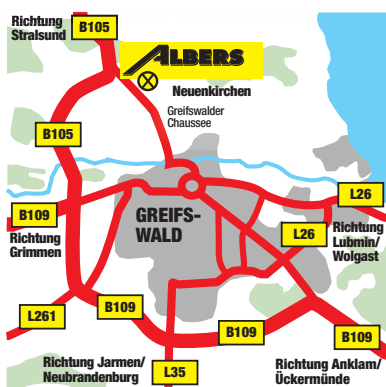 Richtung
Stralsund
B105
ALBERS
Neuenkirchen
Greifswalder
Chaussee
B105
B109
Richtung
Grimmen
GREIFS-
WALD
L26
Richtung
Lubmin/
Wolgast
L26
L261
B109
B109
B109
Richtung Jarmen/
Neubrandenburg
L35
Richtung Anklam/
Ückermünde